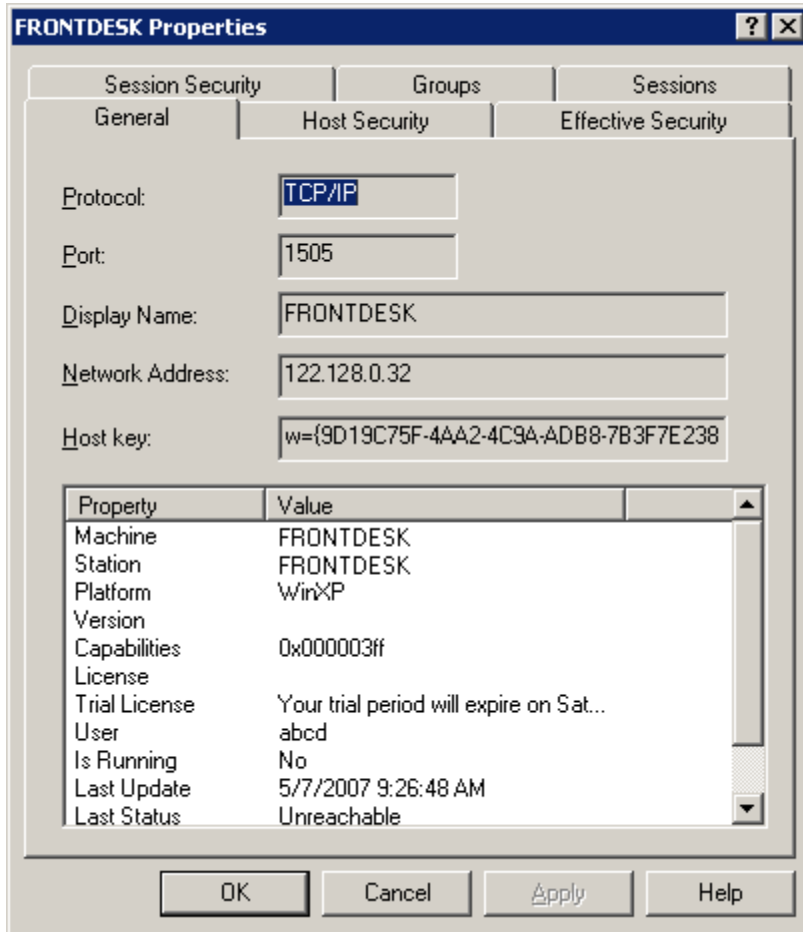 FRONTDESK Properties
Session Security Groups Sessions
General Host Security Effective Security
Protocol: TCP/IP
Port: 1505
Display Name: FRONTDESK
Network Address: 122.128.0.32
Host key: w={9D19C75F-4AA2-4C9A-ADB8-7B3F7E238
Property Value
Machine FRONTDESK
Station FRONTDESK
Platform WinXP
Version
Capabilities 0x000003ff
License
Trial License Your trial period will expire on Sat...
User abcd
Is Running No
Last Update 5/7/2007 9:26:48 AM
Last Status Unreachable
OK Cancel Apply Help